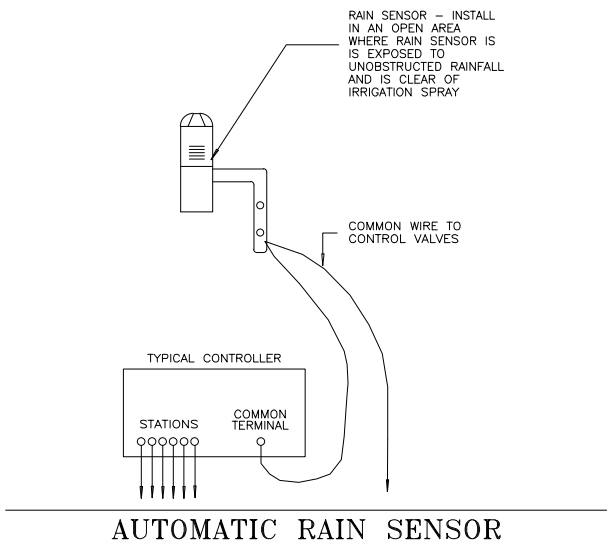 RAIN SENSOR – INSTALL
IN AN OPEN AREA
WHERE RAIN SENSOR IS
IS EXPOSED TO
UNOBSTRUCTED RAINFALL
AND IS CLEAR OF
IRRIGATION SPRAY
COMMON WIRE TO
CONTROL VALVES
TYPICAL CONTROLLER
STATIONS
COMMON
TERMINAL
AUTOMATIC RAIN SENSOR